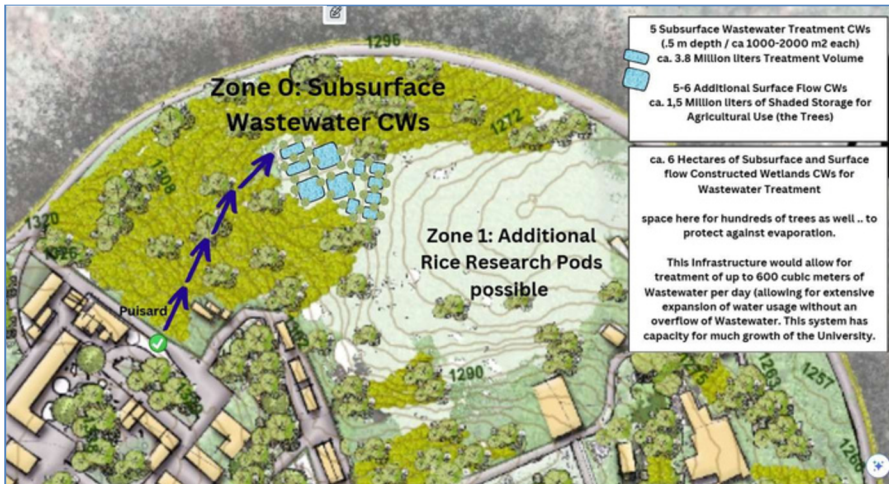 1296
Zone 0: Subsurface
Wastewater CWs
1272
1308
1320
Puisard
Zone 1: Additional
Rice Research Pods
possible
1290
1275
1263
1257
5 Subsurface Wastewater Treatment CWs
(.5 m depth / ca 1000-2000 m2 each)
ca. 3.8 Million liters Treatment Volume
5-6 Additional Surface Flow CWs
ca. 1,5 Million liters of Shaded Storage for
Agricultural Use (the Trees)
ca. 6 Hectares of Subsurface and Surface
flow Constructed Wetlands CWs for
Wastewater Treatment
space here for hundreds of trees as well .. to
protect against evaporation.
This Infrastructure would allow for
treatment of up to 600 cubic meters of
Wastewater per day (allowing for extensive
expansion of water usage without an
overflow of Wastewater. This system has
capacity for much growth of the University.